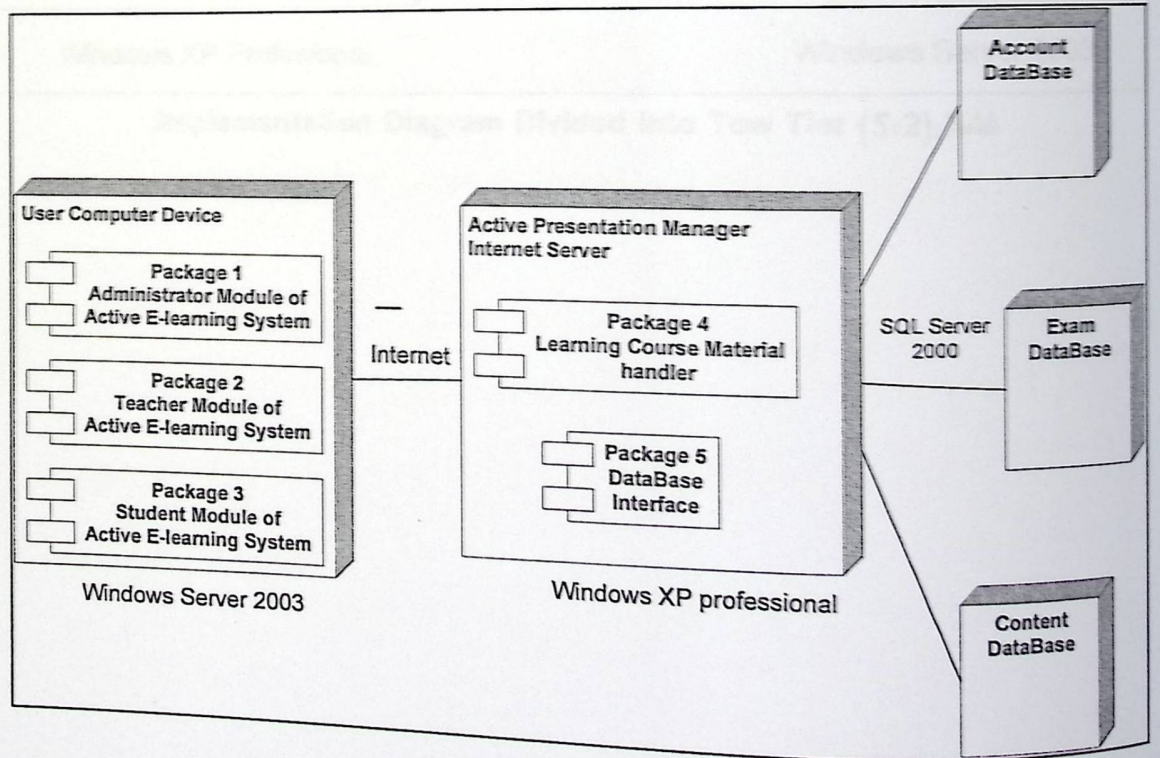 Windows XP Professional
Windows Server
Implementation Diagram Divided Into Tow Tier (5-2)
Account
DataBase
User Computer Device
Package 1
Administrator Module of
Active E-learning System
Package 2
Teacher Module of
Active E-learning System
Package 3
Student Module of
Active E-learning System
Windows Server 2003
Internet
Active Presentation Manager
Internet Server
Package 4
Learning Course Material
handler
Package 5
DataBase
Interface
Windows XP professional
SQL Server
2000
Exam
DataBase
Content
DataBase